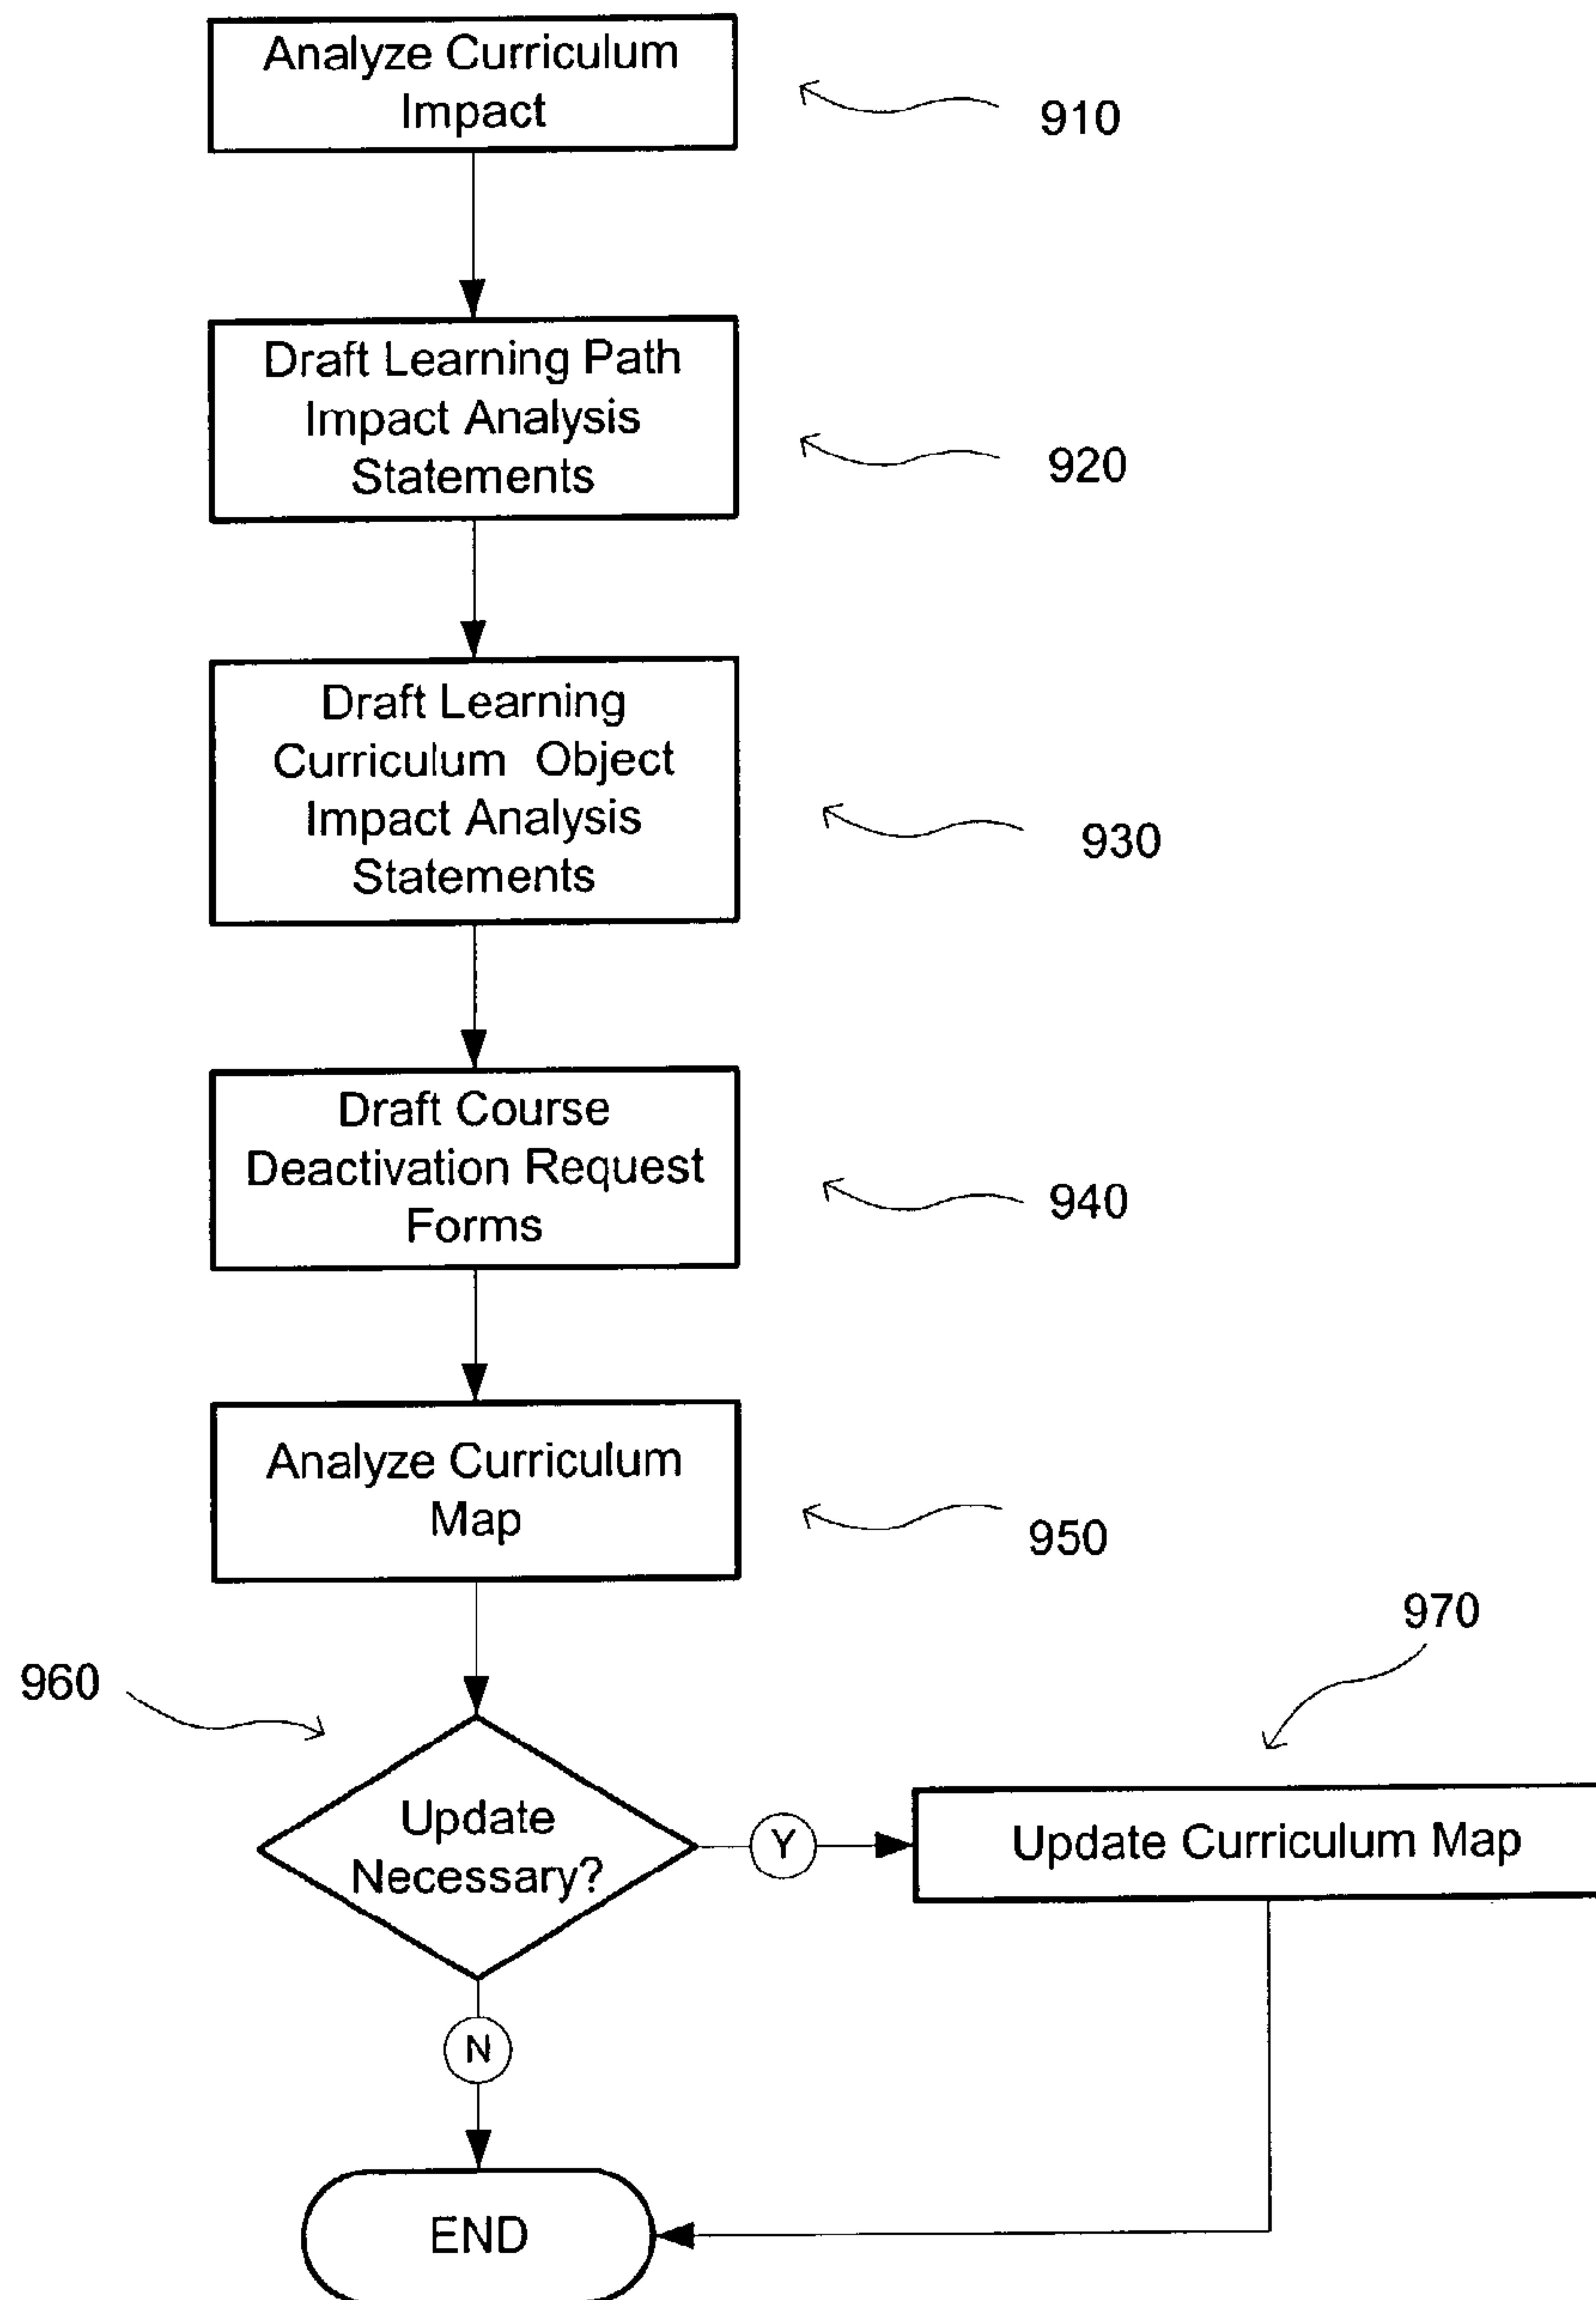 Analyze Curriculum
Impact
910
Draft Learning Path
Impact Analysis
Statements
920
Draft Learning
Curriculum Object
Impact Analysis
Statements
930
Draft Course
Deactivation Request
Forms
940
Analyze Curriculum
Map
950
960
970
Update
Necessary?
Y
Update Curriculum Map
N
END